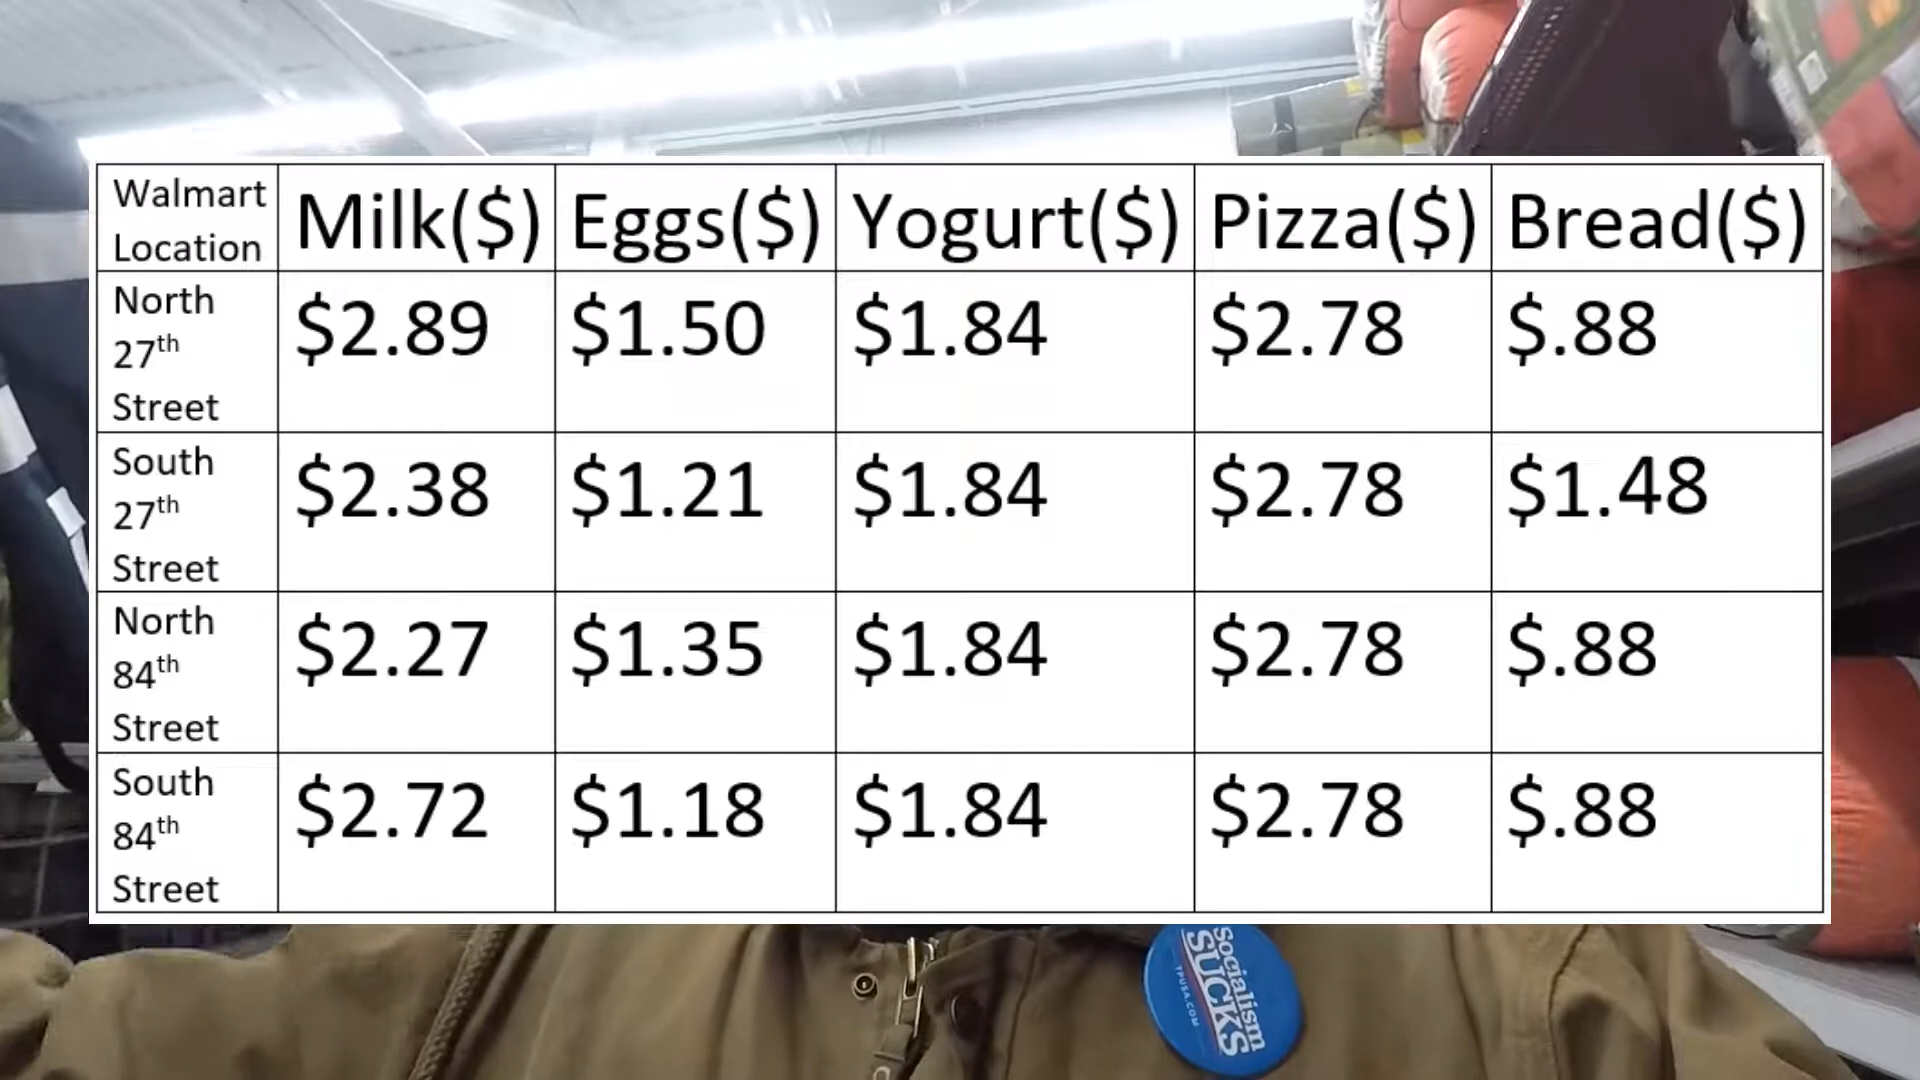 Walmart Location Milk($) Eggs($) Yogurt($) Pizza($) Bread($)
North 27th Street $2.89 $1.50 $1.84 $2.78 $.88
South 27th Street $2.38 $1.21 $1.84 $2.78 $1.48
North 84th Street $2.27 $1.35 $1.84 $2.78 $.88
South 84th Street $2.72 $1.18 $1.84 $2.78 $.88
Socialism
SUCKS
TPUSA.COM